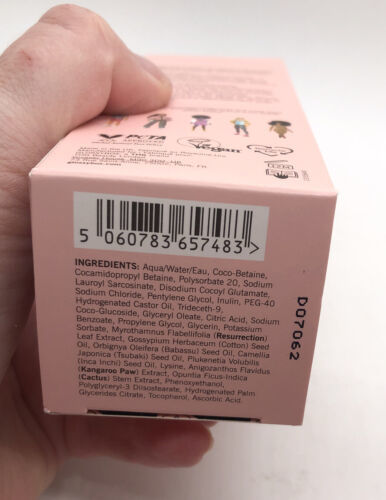 PETA
APPROVED
Vegan
5 060783 657483 >
INGREDIENTS: Aqua/Water/Eau, Coco-Betaine,
Cocamidopropyl Betaine, Polysorbate 20, Sodium
Lauroyl Sarcosinate, Disodium Cocoyl Glutamate,
Sodium Chloride, Pentylene Glycol, Inulin, PEG-40
Hydrogenated Castor Oil, Trideceth-9,
Coco-Glucoside, Glyceryl Oleate, Citric Acid, Sodium
Benzoate, Propylene Glycol, Glycerin, Potassium
Sorbate, Myrothamnus Flabellifolia (Resurrection)
Leaf Extract, Gossypium Herbaceum (Cotton) Seed
Oil, Orbignya Oleifera (Babassu) Seed Oil, Camellia
Japonica (Tsubaki) Seed Oil, Plukenetia Volubilis
(Inca Inchi) Seed Oil, Lysine, Anigozanthos Flavidus
(Kangaroo Paw) Extract, Opuntia Ficus-Indica
(Cactus) Stem Extract, Phenoxyethanol,
Polyglyceryl-3 Diisostearate, Hydrogenated Palm
Glycerides Citrate, Tocopherol, Ascorbic Acid.
D07062